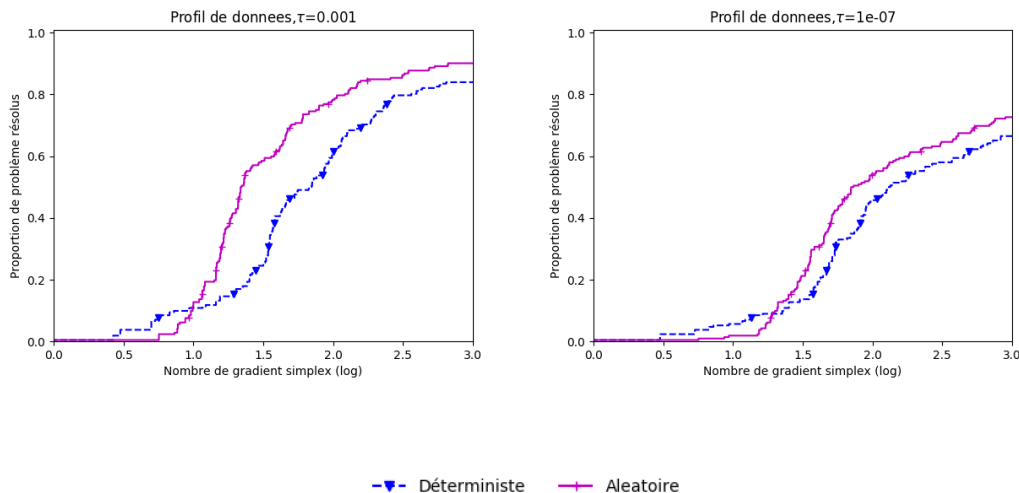 Profil de donnees,τ=0.001
1.0
0.8
0.6
0.4
0.2
0.0
0.0 0.5 1.0 1.5 2.0 2.5 3.0
Proportion de problème résolus
Nombre de gradient simplex (log)
Profil de donnees,τ=1e-07
1.0
0.8
0.6
0.4
0.2
0.0
0.0 0.5 1.0 1.5 2.0 2.5 3.0
Proportion de problème résolus
Nombre de gradient simplex (log)
Déterministe
Aleatoire